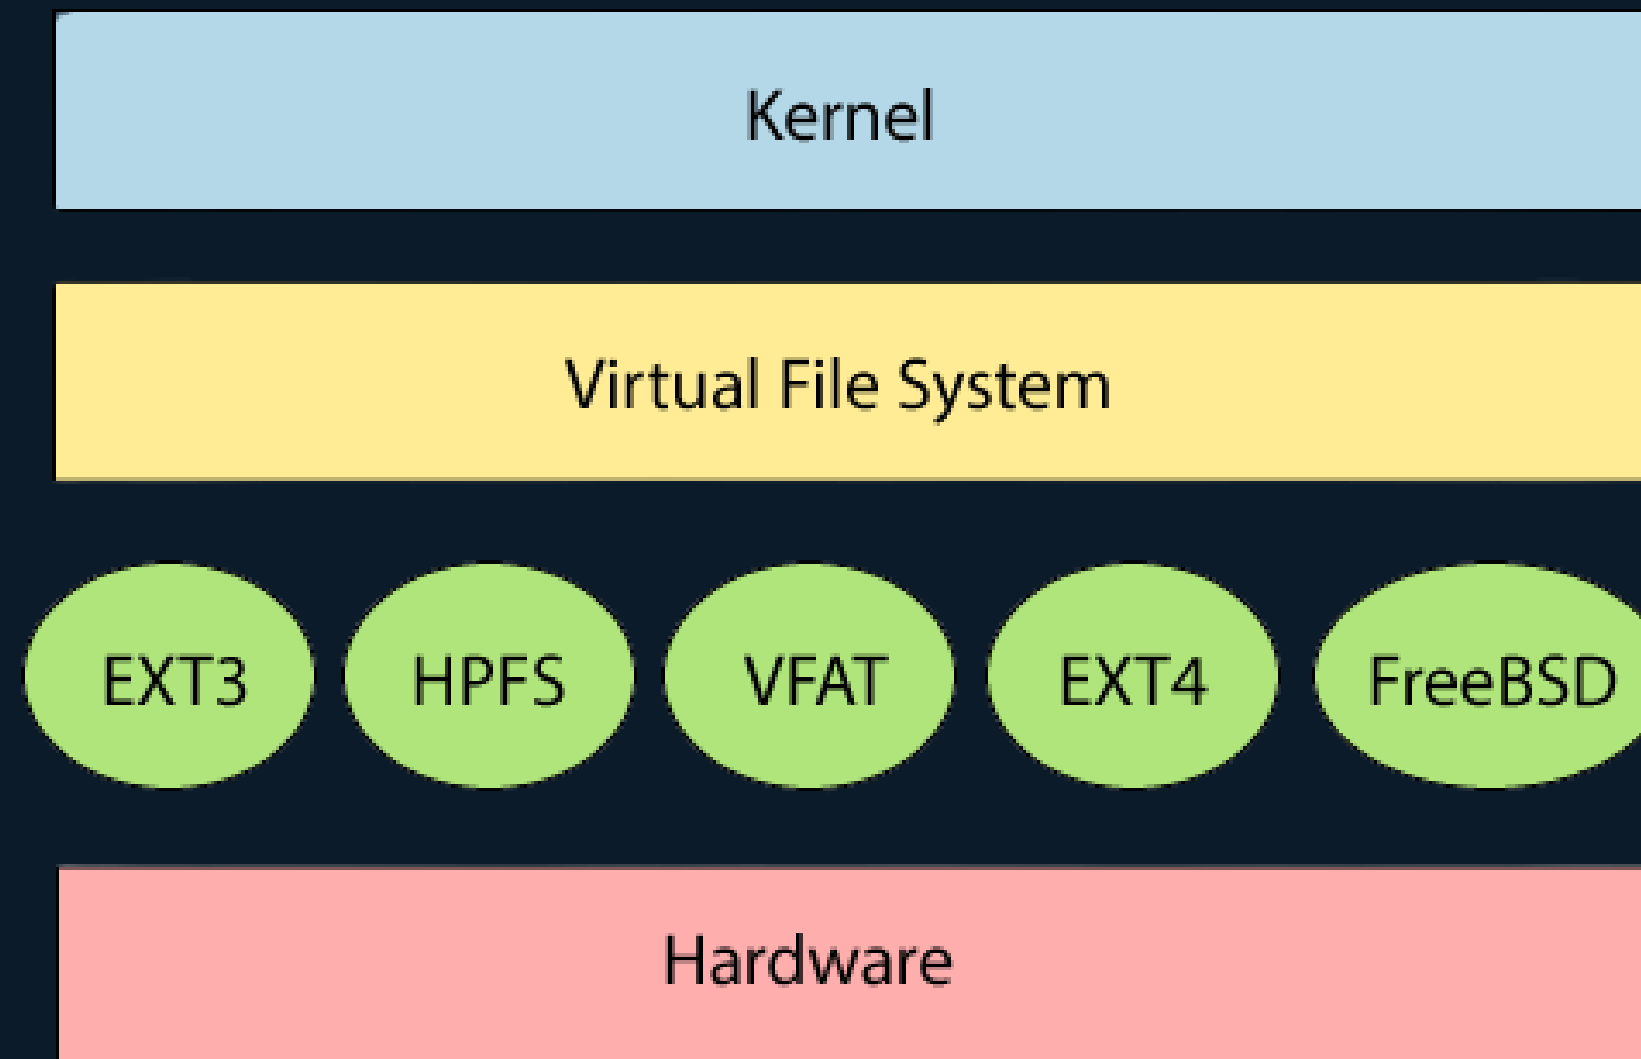 Kernel
Virtual File System
EXT3 HPFS VFAT EXT4 FreeBSD
Hardware